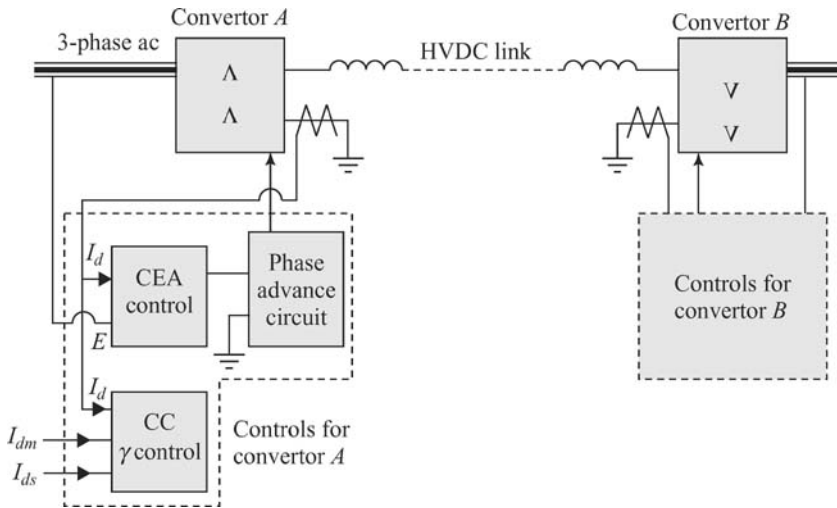 Convertor A
3-phase ac
HVDC link
Convertor B
I_d
CEA
control
E
Phase
advance
circuit
Controls for
convertor B
I_d
CC
γ control
I_dm
I_ds
Controls for
convertor A